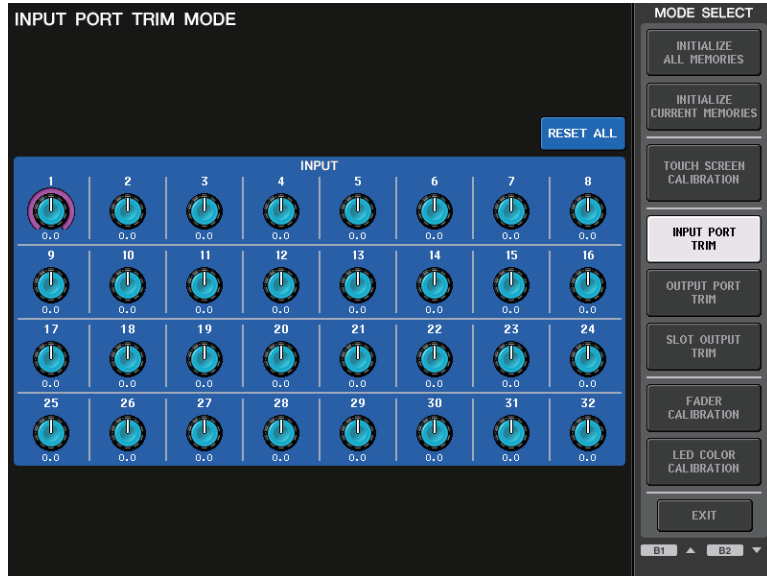 INPUT PORT TRIM MODE
RESET ALL
INPUT
1 2 3 4 5 6 7 8
0.0 0.0 0.0 0.0 0.0 0.0 0.0 0.0
9 10 11 12 13 14 15 16
0.0 0.0 0.0 0.0 0.0 0.0 0.0 0.0
17 18 19 20 21 22 23 24
0.0 0.0 0.0 0.0 0.0 0.0 0.0 0.0
25 26 27 28 29 30 31 32
0.0 0.0 0.0 0.0 0.0 0.0 0.0 0.0
MODE SELECT
INITIALIZE
ALL MEMORIES
INITIALIZE
CURRENT MEMORIES
TOUCH SCREEN
CALIBRATION
INPUT PORT
TRIM
OUTPUT PORT
TRIM
SLOT OUTPUT
TRIM
FADER
CALIBRATION
LED COLOR
CALIBRATION
EXIT
B1 ▲ B2 ▼